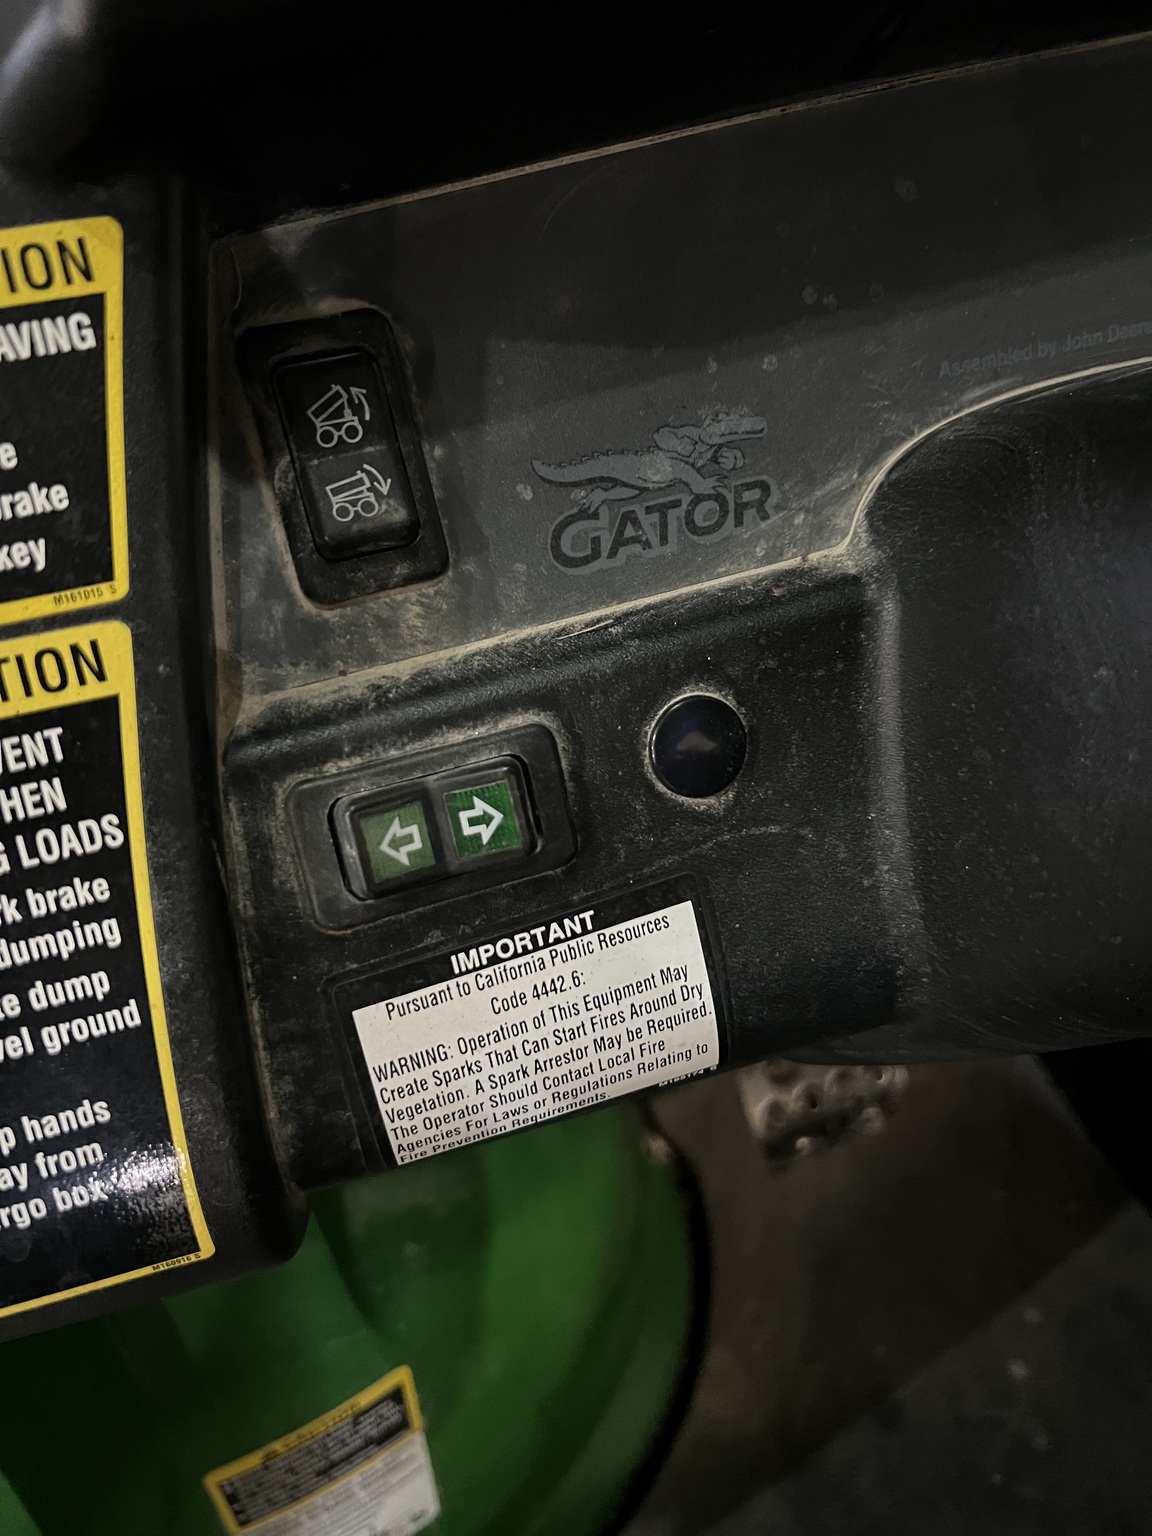 ION
AVING
e
rake
key
M161015 S
TION
VENT
HEN
G LOADS
rk brake
dumping
te dump
vel ground
p hands
ay from
rgo box
M160916 S
GATOR
Assembled by John Deere
IMPORTANT
Pursuant to California Public Resources
Code 4442.6:
WARNING: Operation of This Equipment May
Create Sparks That Can Start Fires Around Dry
Vegetation. A Spark Arrestor May be Required.
The Operator Should Contact Local Fire
Agencies For Laws or Regulations Relating to
Fire Prevention Requirements.